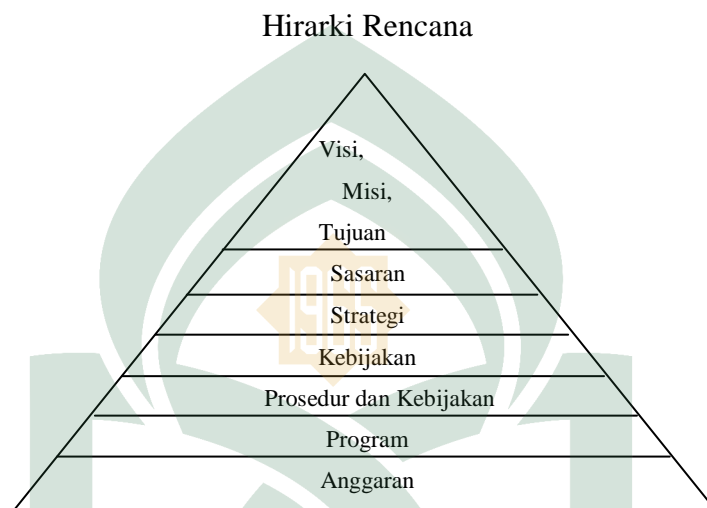 Hirarki Rencana
Visi,
Misi,
Tujuan
Sasaran
Strategi
Kebijakan
Prosedur dan Kebijakan
Program
Anggaran